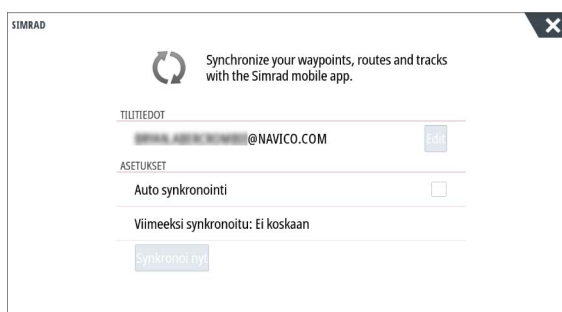 SIMRAD
Synchronize your waypoints, routes and tracks
with the Simrad mobile app.
TILITIEDOT
@NAVICO.COM
Edit
ASETUKSET
Auto synkronointi
Viimeeksi synkronoitu: Ei koskaan
Synkronoi nyt